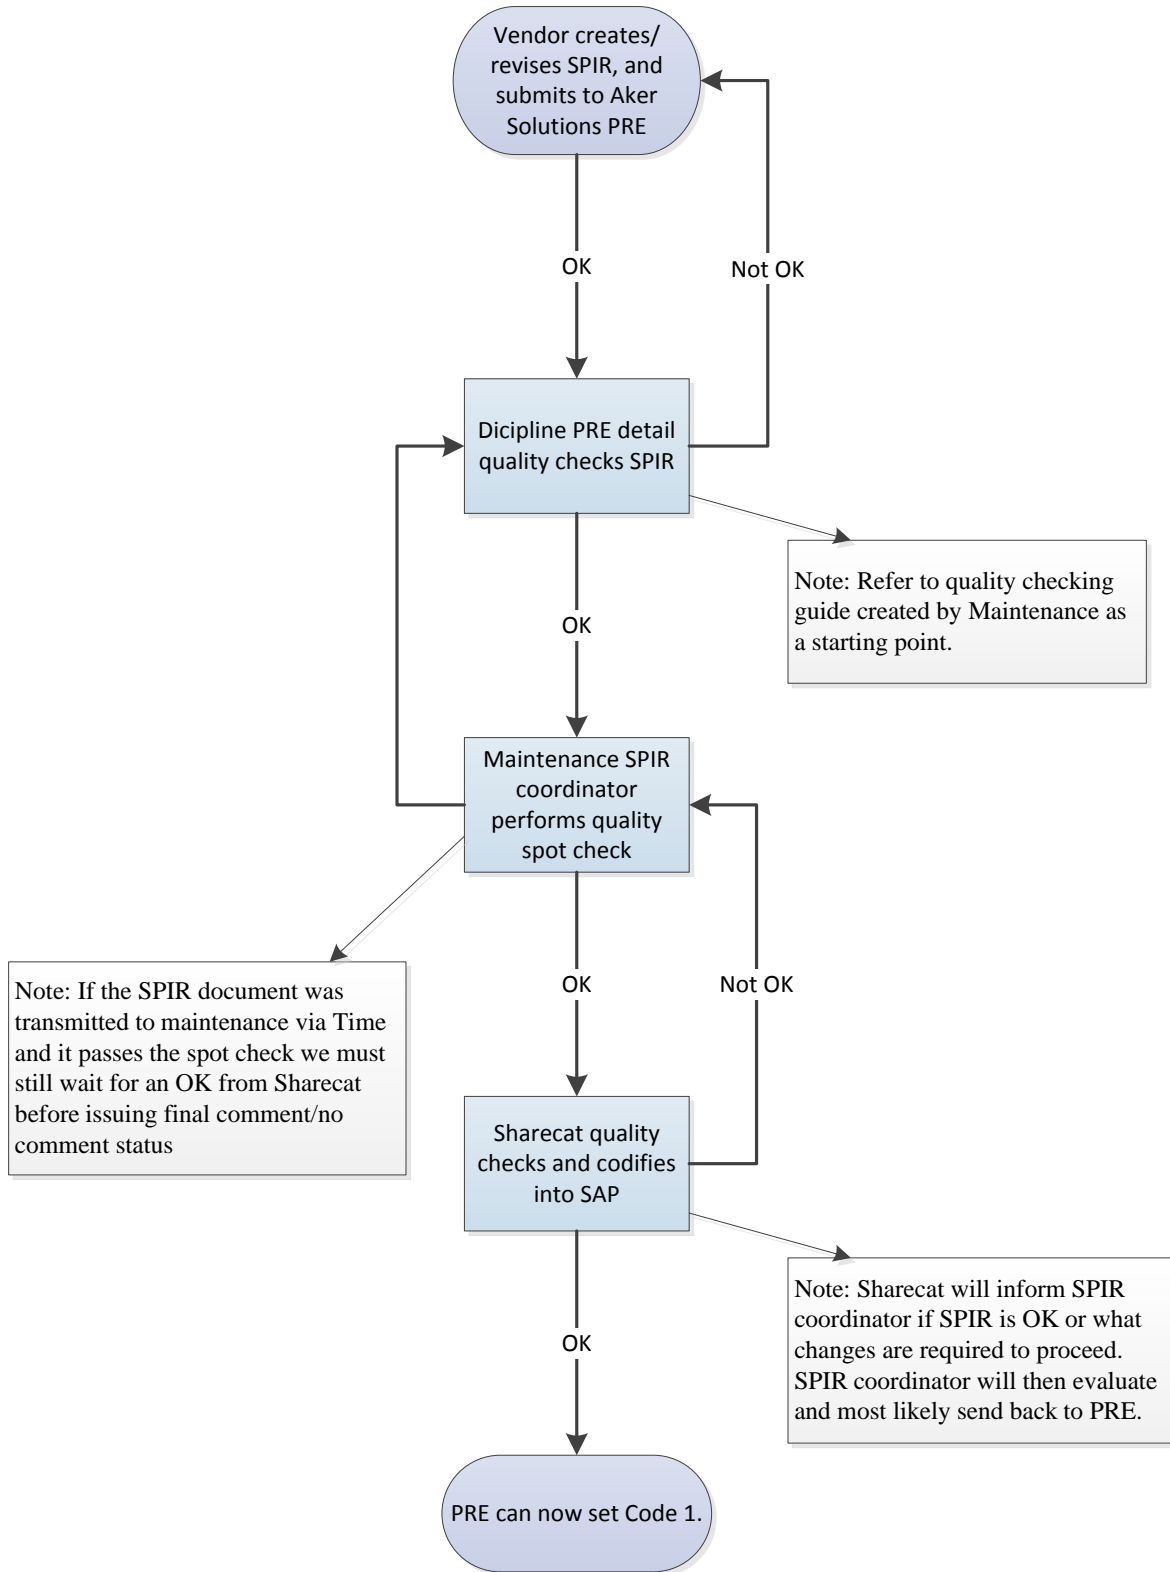 Vendor creates/
revises SPIR, and
submits to Aker
Solutions PRE
OK
Not OK
Dicipline PRE detail
quality checks SPIR
Note: Refer to quality checking
guide created by Maintenance as
a starting point.
OK
Maintenance SPIR
coordinator
performs quality
spot check
Note: If the SPIR document was
transmitted to maintenance via Time
and it passes the spot check we must
still wait for an OK from Sharecat
before issuing final comment/no
comment status
OK
Not OK
Sharecat quality
checks and codifies
into SAP
Note: Sharecat will inform SPIR
coordinator if SPIR is OK or what
changes are required to proceed.
SPIR coordinator will then evaluate
and most likely send back to PRE.
OK
PRE can now set Code 1.